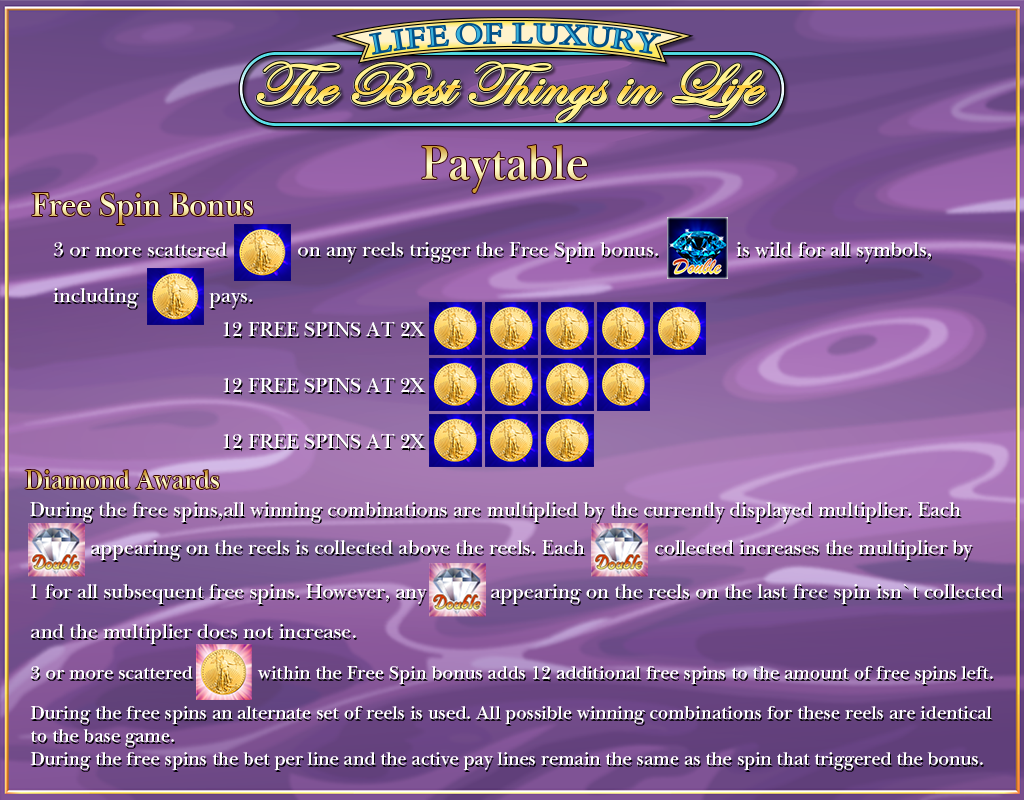 LIFE OF LUXURY
The Best Things in Life
Paytable
Free Spin Bonus
3 or more scattered on any reels trigger the Free Spin bonus. Double is wild for all symbols,
including pays.
12 FREE SPINS AT 2X
12 FREE SPINS AT 2X
12 FREE SPINS AT 2X
Diamond Awards
During the free spins,all winning combinations are multiplied by the currently displayed multiplier. Each
Double appearing on the reels is collected above the reels. Each Double collected increases the multiplier by
1 for all subsequent free spins. However, any Double appearing on the reels on the last free spin isn`t collected
and the multiplier does not increase.
3 or more scattered within the Free Spin bonus adds 12 additional free spins to the amount of free spins left.
During the free spins an alternate set of reels is used. All possible winning combinations for these reels are identical
to the base game.
During the free spins the bet per line and the active pay lines remain the same as the spin that triggered the bonus.